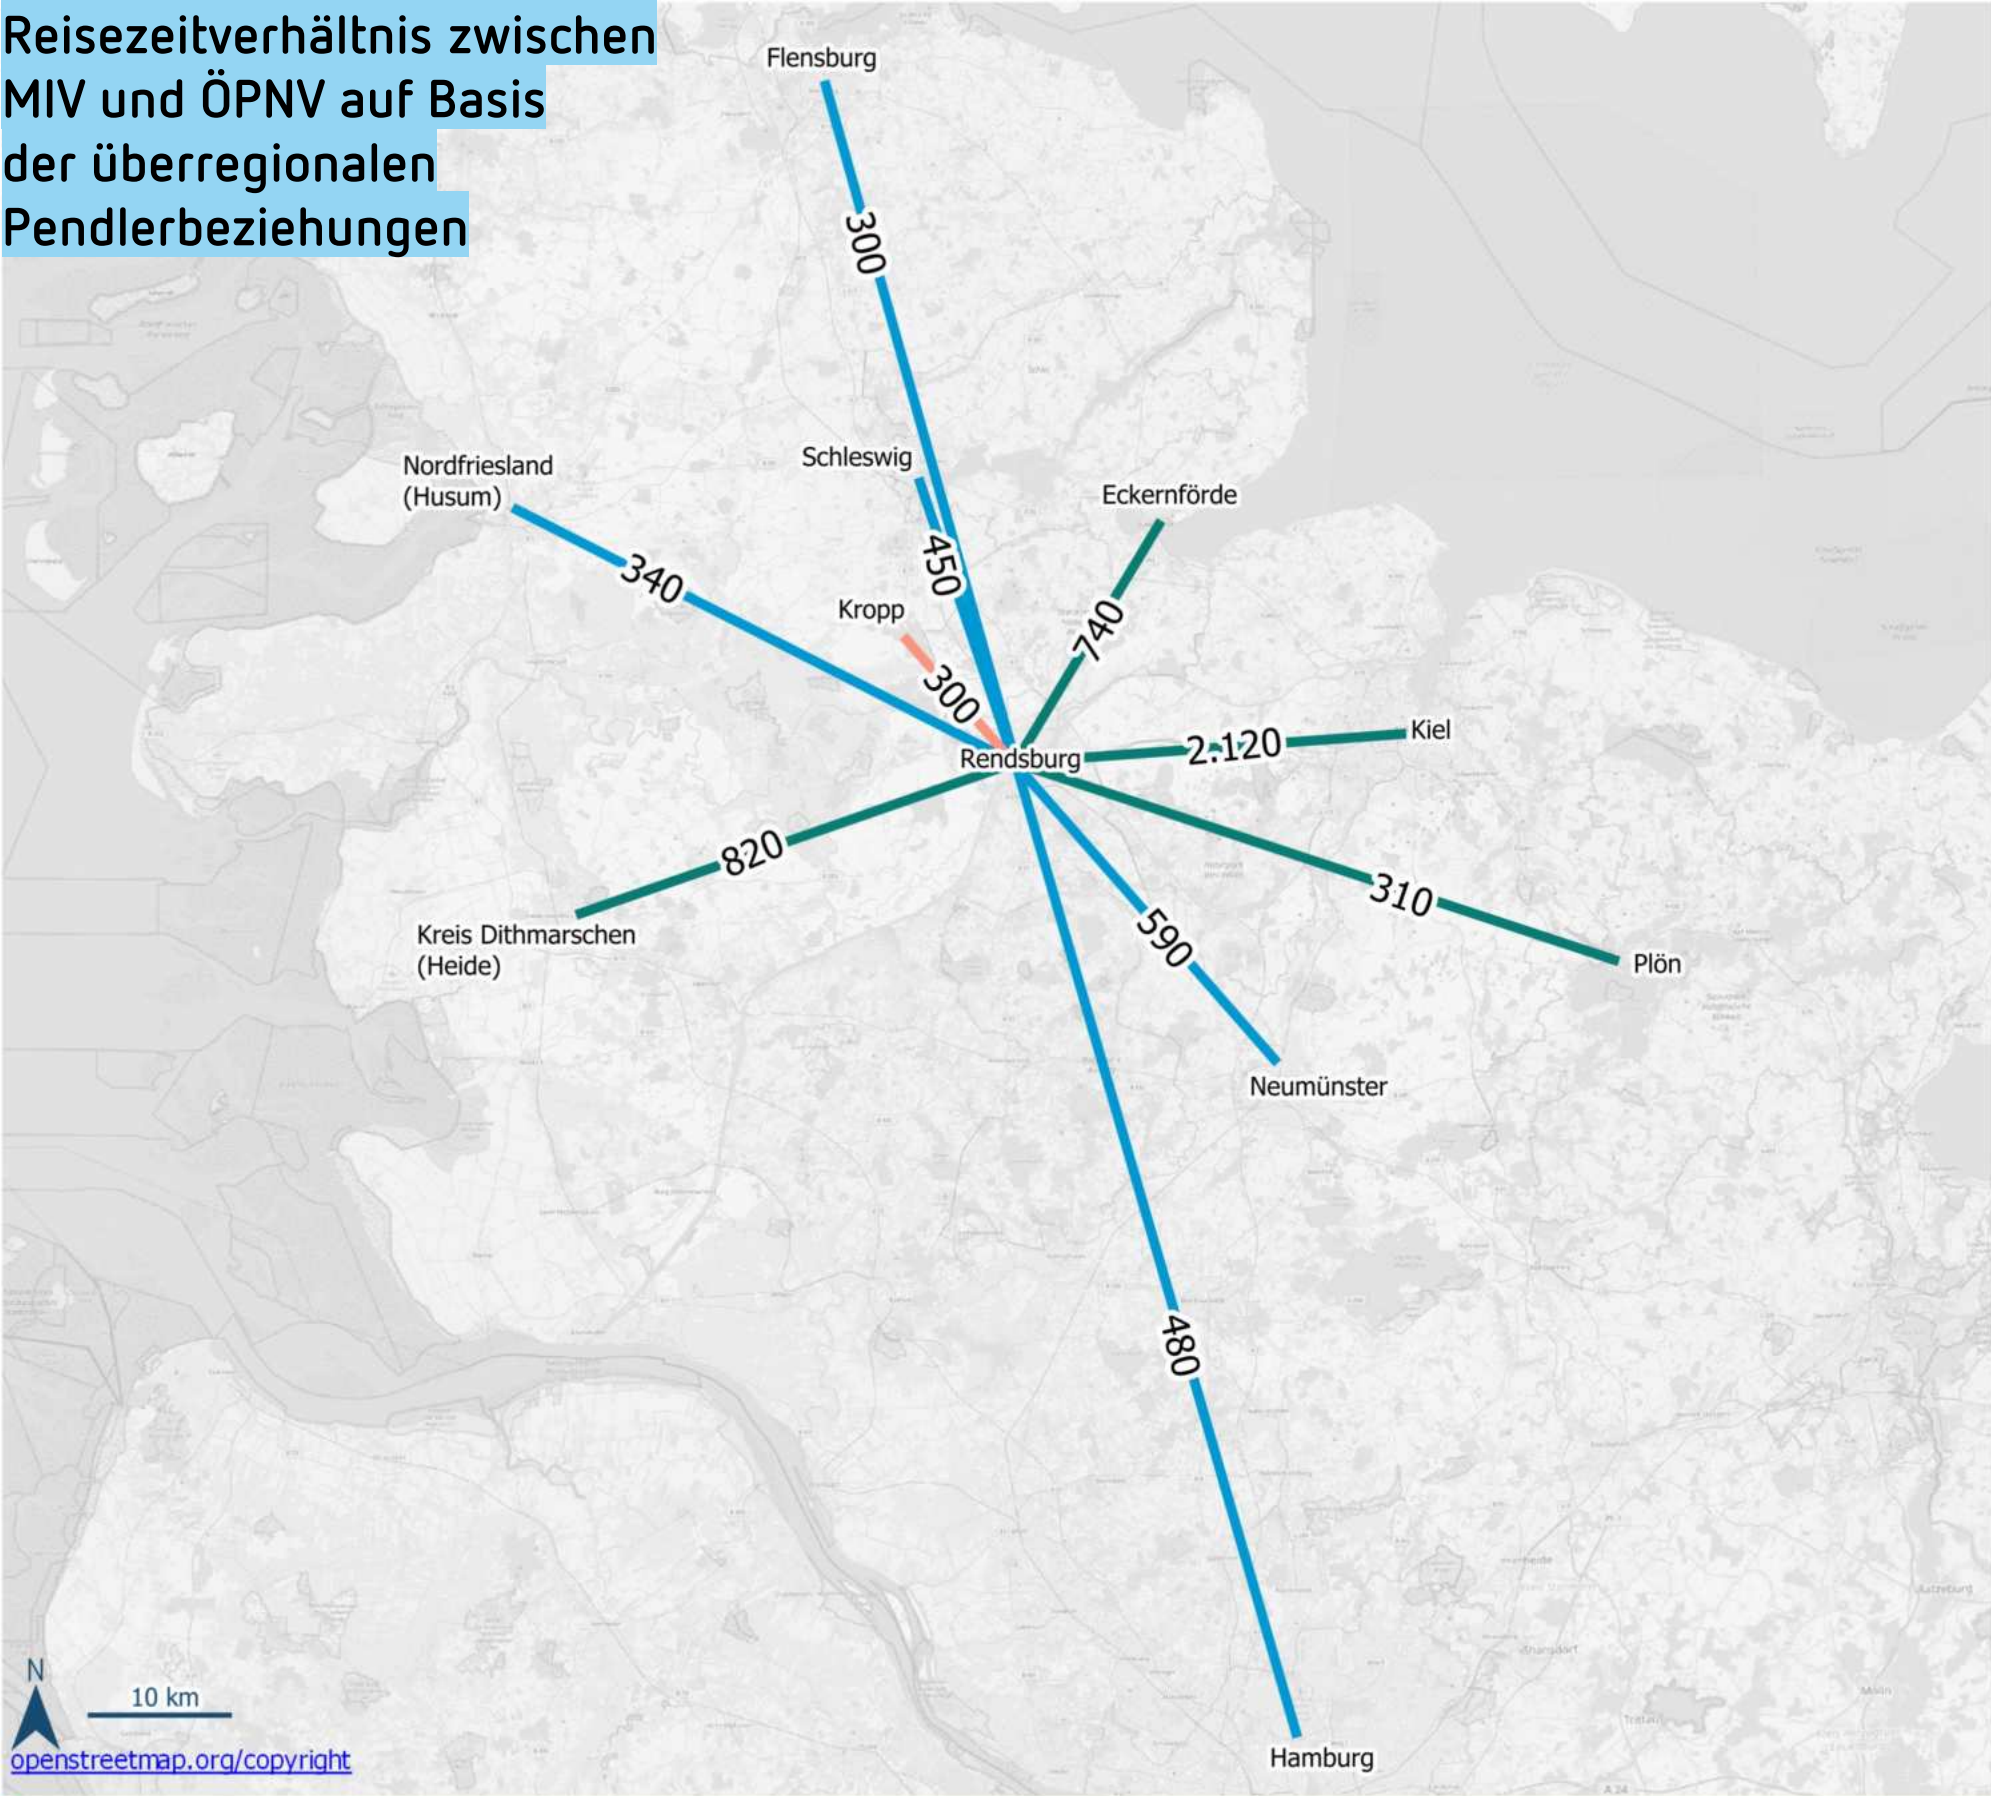 Reisezeitverhältnis zwischen
MIV und ÖPNV auf Basis
der überregionalen
Pendlerbeziehungen
Flensburg
300
Schleswig
Nordfriesland
(Husum)
Eckernförde
450
340
Kropp
740
300
Kiel
2.120
Rendsburg
820
310
Kreis Dithmarschen
(Heide)
590
Plön
Neumünster
480
N
10 km
openstreetmap.org/copyright
Hamburg
A 24